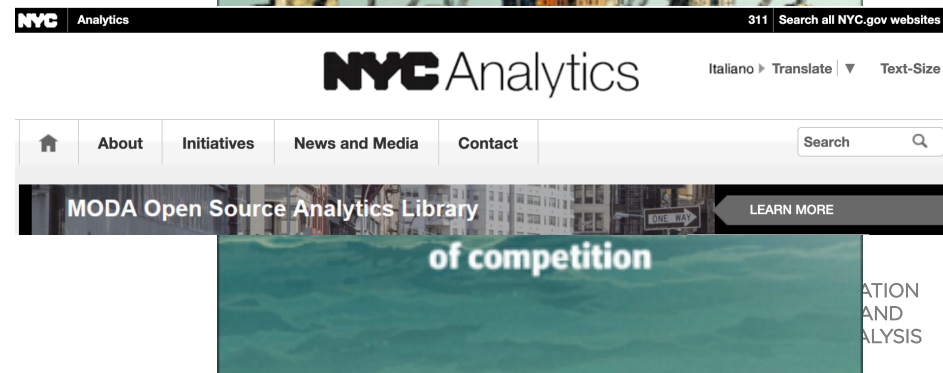 NYC Analytics 311 Search all NYC.gov websites
NYC Analytics Italiano Translate ▼ Text-Size
About Initiatives News and Media Contact Search
MODA Open Source Analytics Library LEARN MORE
ONE WAY
of competition
ATION
AND
ALYSIS